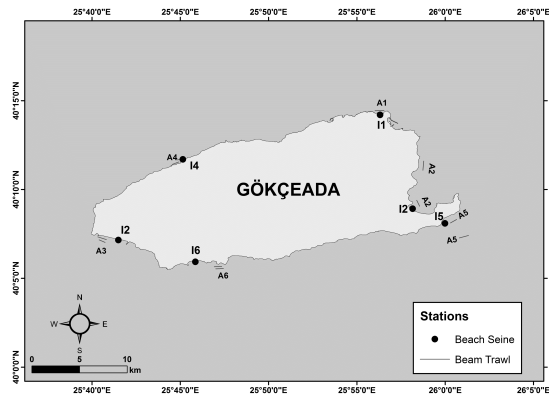 25°40'0"E 25°45'0"E 25°50'0"E 25°55'0"E 26°0'0"E 26°5'0"E
40°15'0"N
40°10'0"N
40°5'0"N
40°0'0"N
A1
I1
A4
I4
A2
GÖKÇEADA
A2
I2
I5
A5
A5
I2
A3
I6
A6
N
W
E
S
0 5 10
km
Stations
Beach Seine
Beam Trawl
40°15'0"N
40°10'0"N
40°5'0"N
40°0'0"N
25°40'0"E 25°45'0"E 25°50'0"E 25°55'0"E 26°0'0"E 26°5'0"E